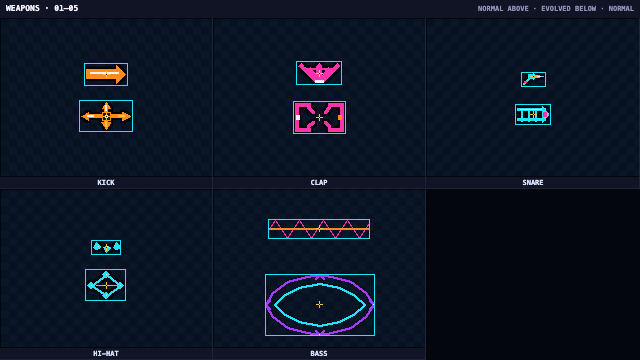 WEAPONS · 01—05
NORMAL ABOVE · EVOLVED BELOW · NORMAL
KICK
CLAP
SNARE
HI-HAT
BASS